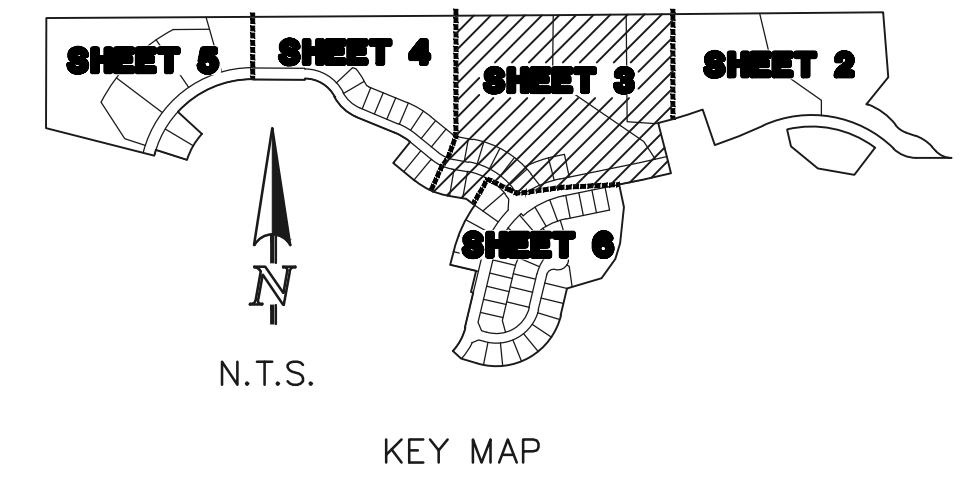 SHEET 5
SHEET 4
SHEET 3
SHEET 2
SHEET 6
N
N.T.S.
KEY MAP